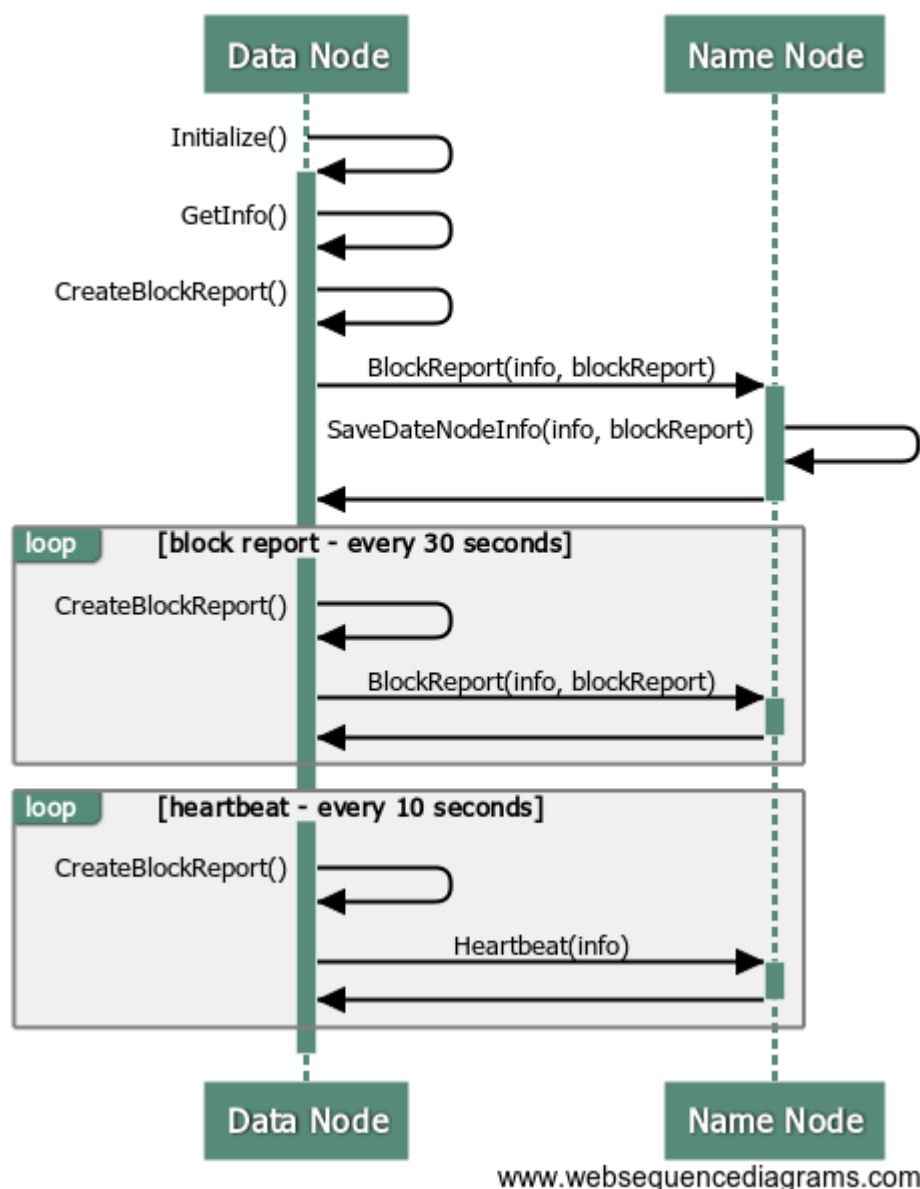 Data Node
Name Node
Initialize()
GetInfo()
CreateBlockReport()
BlockReport(info, blockReport)
SaveDateNodeInfo(info, blockReport)
loop
[block report - every 30 seconds]
CreateBlockReport()
BlockReport(info, blockReport)
loop
[heartbeat - every 10 seconds]
CreateBlockReport()
Heartbeat(info)
Data Node
Name Node
www.websequencediagrams.com